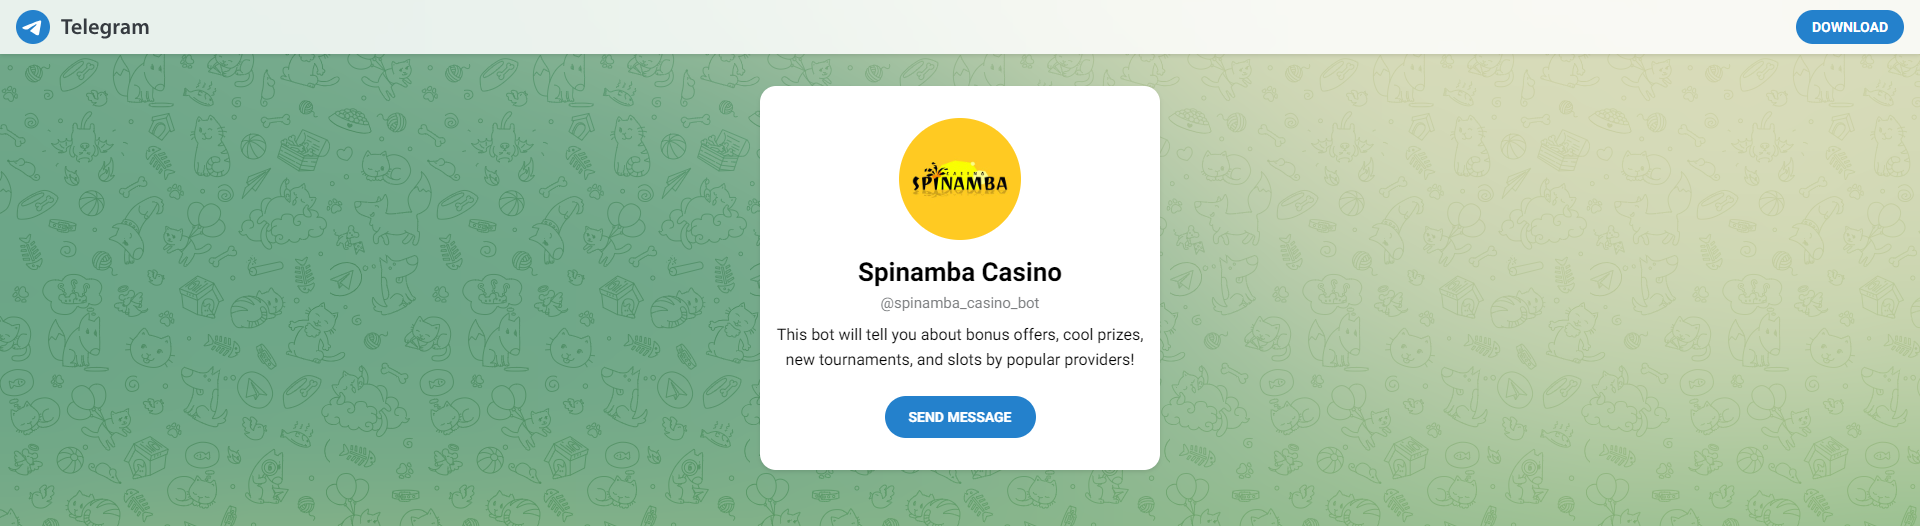 Telegram
DOWNLOAD
CASINO
SPINAMBA
Spinamba Casino
@spinamba_casino_bot
This bot will tell you about bonus offers, cool prizes,
new tournaments, and slots by popular providers!
SEND MESSAGE